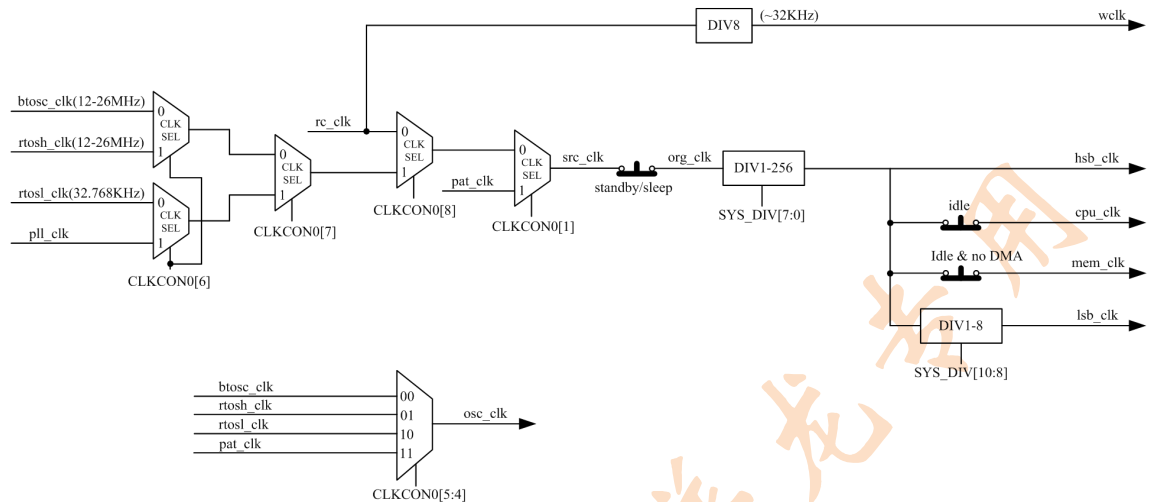 DIV8
(~32KHz)
wclk
btosc_clk(12-26MHz)
0
CLK
SEL
1
rtosh_clk(12-26MHz)
rc_clk
0
CLK
SEL
1
0
CLK
SEL
1
0
CLK
SEL
1
pat_clk
src_clk
standby/sleep
org_clk
DIV1-256
SYS_DIV[7:0]
hsb_clk
rtosl_clk(32.768KHz)
0
CLK
SEL
1
pll_clk
CLKCON0[8]
CLKCON0[7]
CLKCON0[1]
CLKCON0[6]
idle
cpu_clk
Idle & no DMA
mem_clk
DIV1-8
lsb_clk
SYS_DIV[10:8]
btosc_clk
00
rtosh_clk
01
rtosl_clk
10
pat_clk
11
osc_clk
CLKCON0[5:4]
龙专用